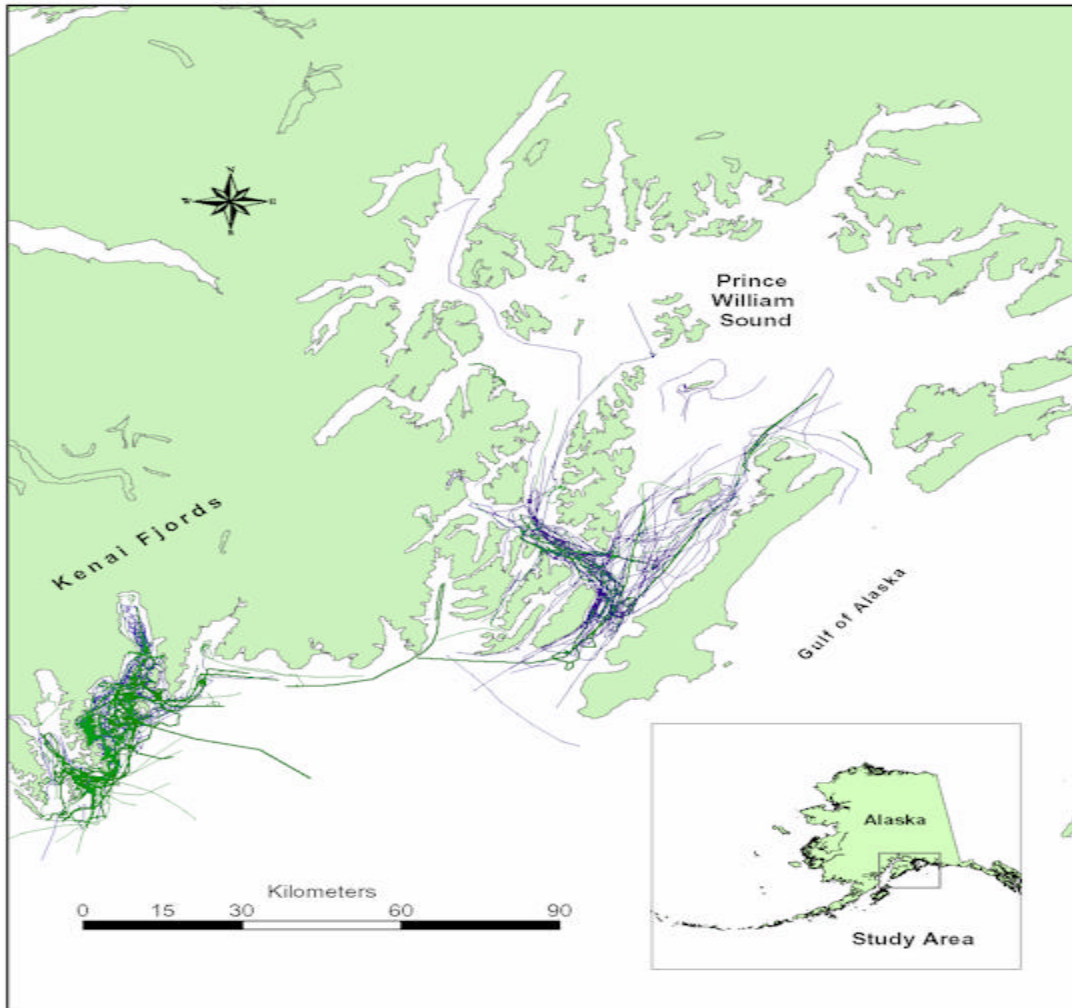 N
W E
S
Prince
William
Sound
Kenai Fjords
Gulf of Alaska
Kilometers
0 15 30 60 90
Alaska
Study Area